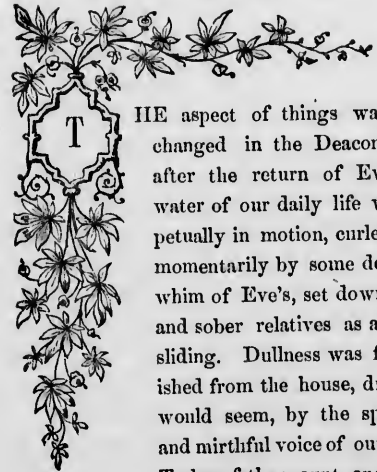 THE aspect of things wa
changed in the Deacon
after the return of Ev
water of our daily life w
petually in motion, curle
momentarily by some de
whim of Eve's, set down
and sober relatives as a
sliding. Dullness was f
ished from the house, dr
would seem, by the sp
and mirthful voice of ou